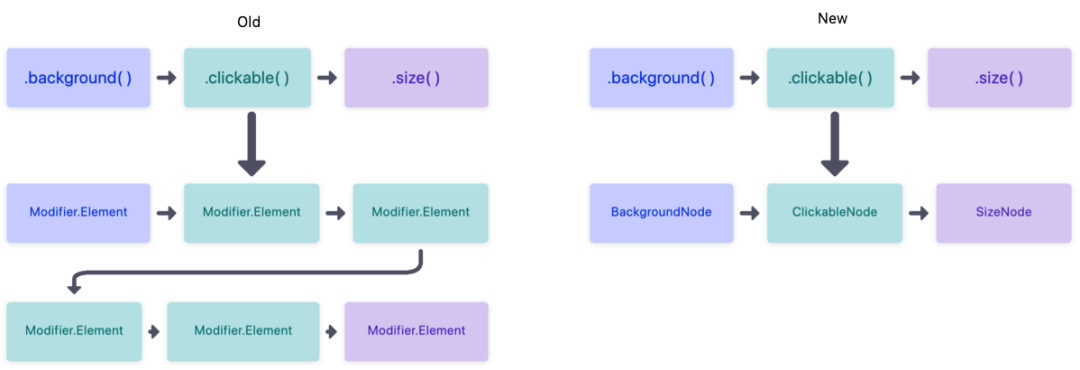 Old
New
.background( )
.clickable( )
.size( )
.background( )
.clickable( )
.size( )
Modifier.Element
Modifier.Element
Modifier.Element
BackgroundNode
ClickableNode
SizeNode
Modifier.Element
Modifier.Element
Modifier.Element